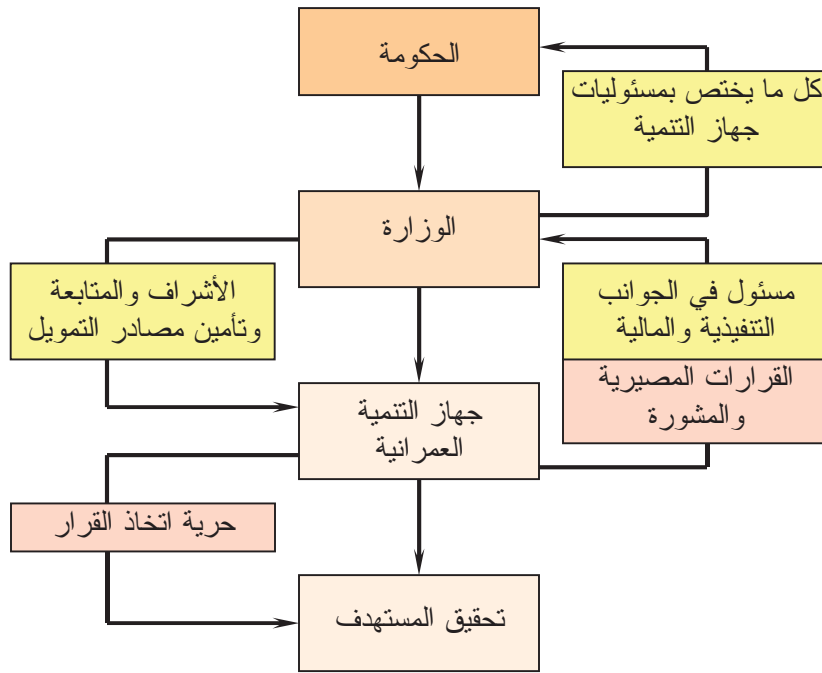 الحكومة
كل ما يختص بمسئوليات
جهاز التنمية
الوزارة
الأشراف والمتابعة
وتأمين مصادر التمويل
مسئول في الجوانب
التنفيذية والمالية
القرارات المصيرية
والمشورة
جهاز التنمية
العمرانية
حرية اتخاذ القرار
تحقيق المستهدف